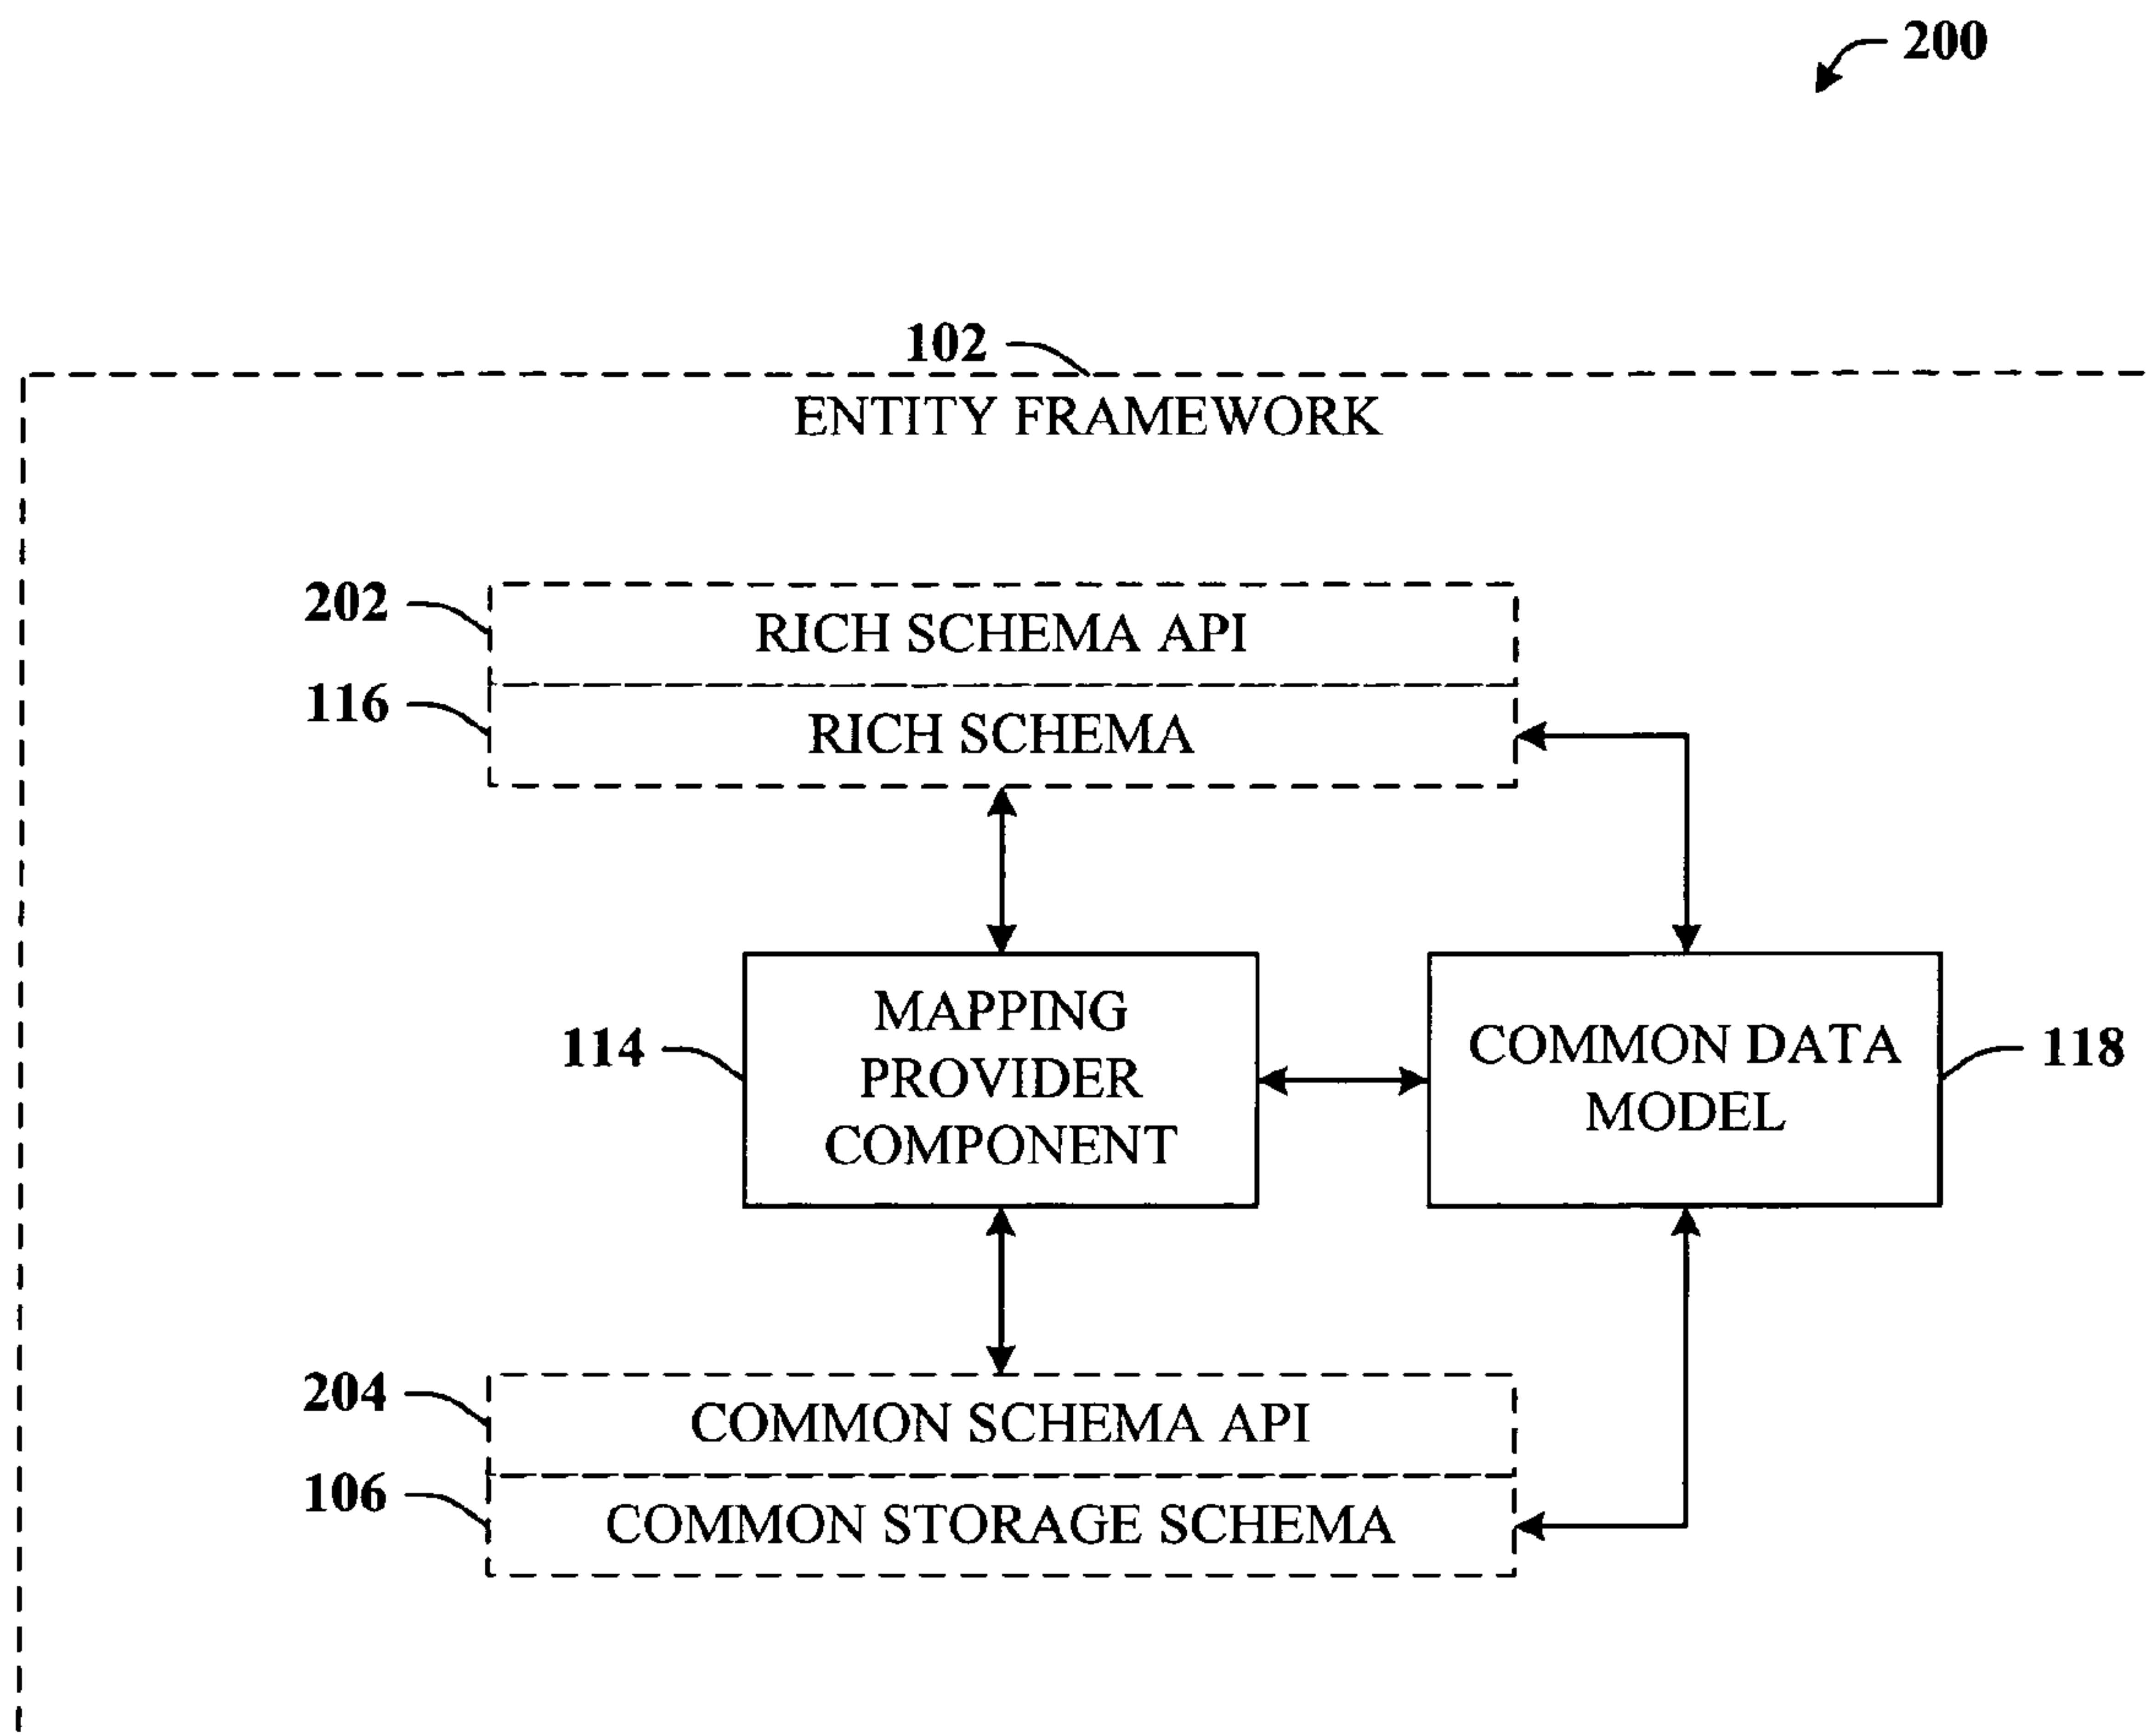 200
102
ENTITY FRAMEWORK
202
RICH SCHEMA API
116
RICH SCHEMA
114
MAPPING
PROVIDER
COMPONENT
COMMON DATA
MODEL
118
204
COMMON SCHEMA API
106
COMMON STORAGE SCHEMA